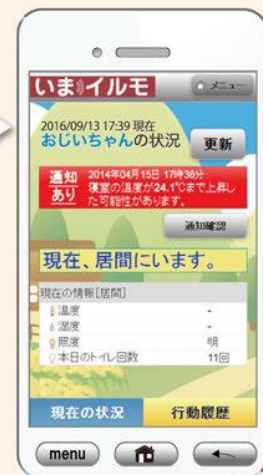 いまイルモ
メニュー
2016/09/13 17:39 現在
おじいちゃんの状況
更新
通知あり
2014年04月15日 17時36分
寝室の温度が24.1℃まで上昇し
た可能性があります。
通知確認
現在、居間にいます。
現在の情報[居間]
温度 -
湿度 -
照度 明
本日のトイレ回数 11回
現在の状況 行動履歴
menu